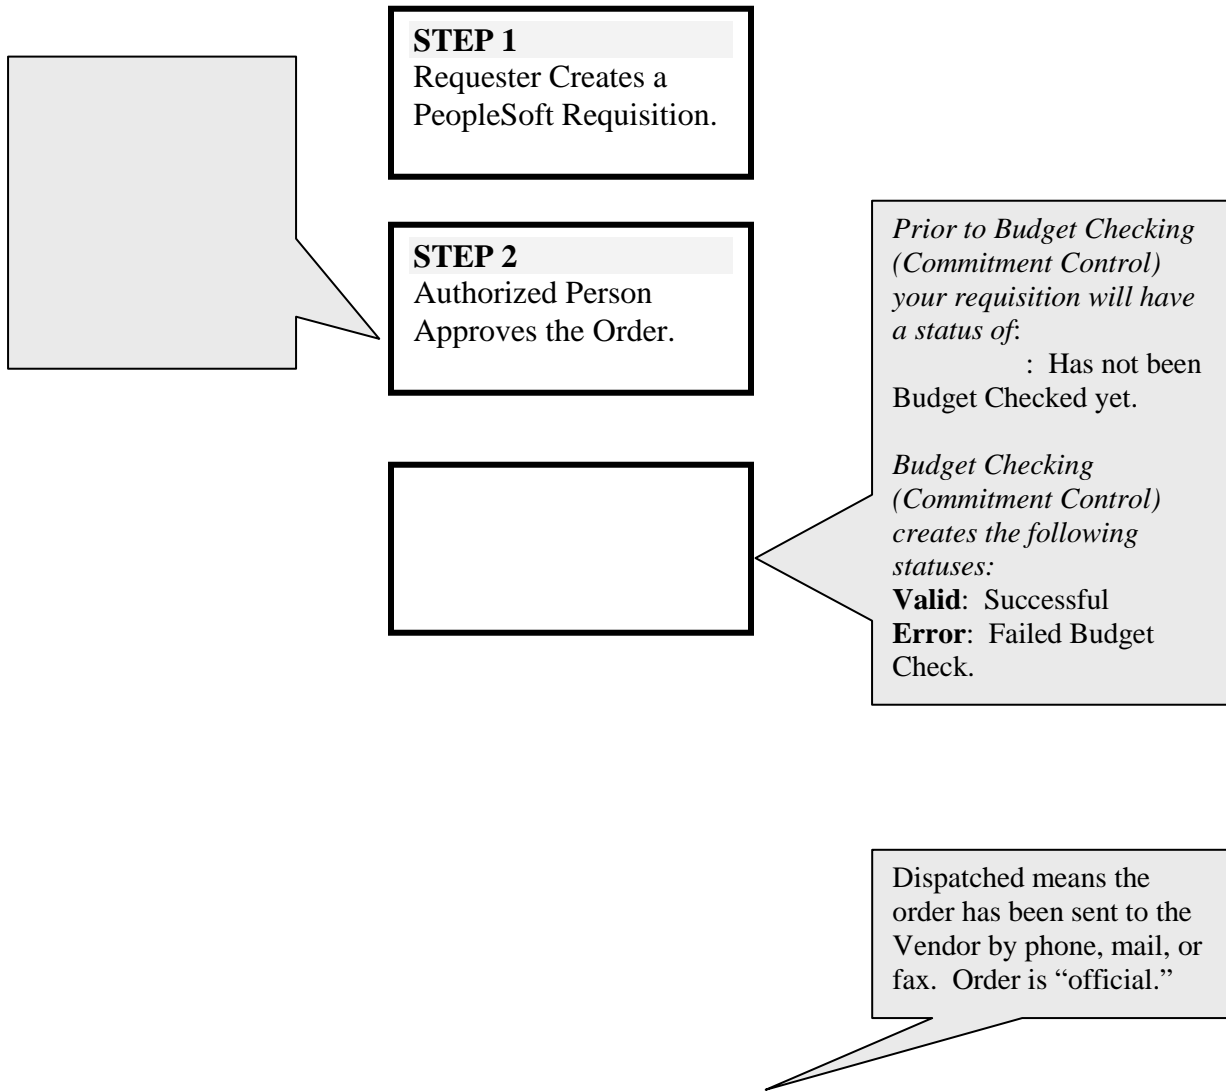 STEP 1
Requester Creates a
PeopleSoft Requisition.
STEP 2
Authorized Person
Approves the Order.
Prior to Budget Checking
(Commitment Control)
your requisition will have
a status of:
: Has not been
Budget Checked yet.
Budget Checking
(Commitment Control)
creates the following
statuses:
Valid: Successful
Error: Failed Budget
Check.
Dispatched means the
order has been sent to the
Vendor by phone, mail, or
fax. Order is “official.”